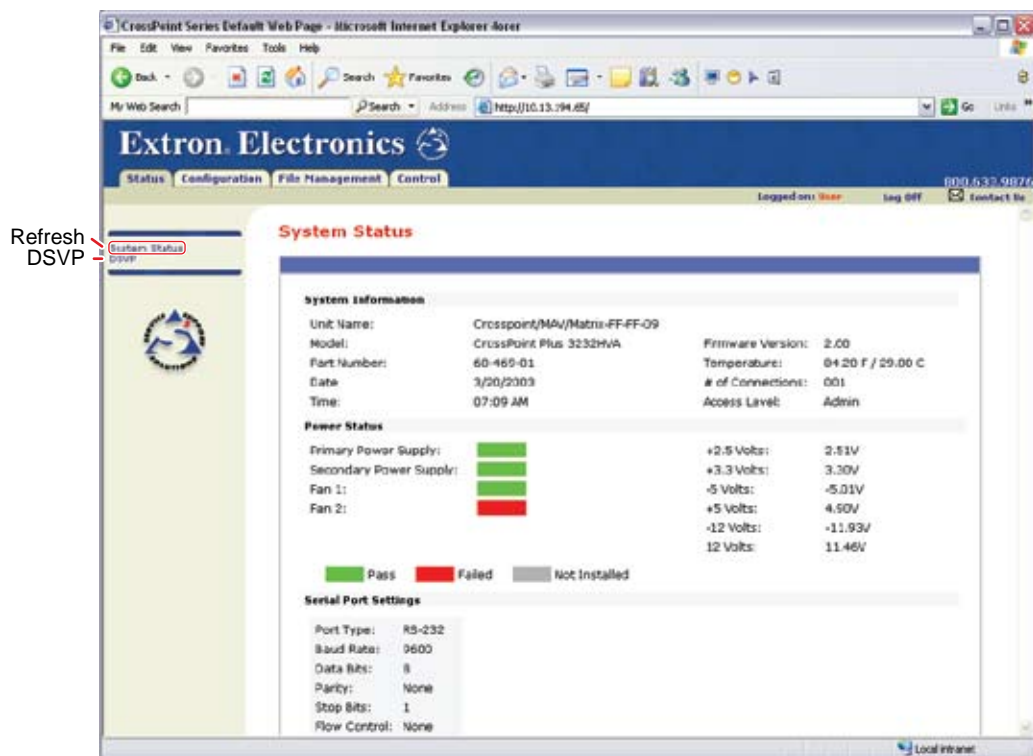 CrossPoint Series Default Web Page - Microsoft Internet Explorer
File Edit View Favorites Tools Help
Back Search Favorites
My Web Search Search Address http://10.13.194.65/ Go Links
Extron Electronics
Status Configuration File Management Control
800.633.9876
Logged on: User Log Off Contact Us
Refresh
DSVP
System Status
DSVP
System Status
System Information
Unit Name: Crosspoint/MAV/Matrix-FF-FF-09
Model: CrossPoint Plus 3232HVA Firmware Version: 2.00
Part Number: 60-469-01 Temperature: 84.20 F / 29.00 C
Date 3/20/2003 # of Connections: 001
Time: 07:09 AM Access Level: Admin
Power Status
Primary Power Supply: +2.5 Volts: 2.51V
Secondary Power Supply: +3.3 Volts: 3.30V
Fan 1: -5 Volts: -5.01V
Fan 2: +5 Volts: 4.90V
-12 Volts: -11.93V
12 Volts: 11.46V
Pass Failed Not Installed
Serial Port Settings
Port Type: RS-232
Baud Rate: 9600
Data Bits: 8
Parity: None
Stop Bits: 1
Flow Control: None
Local intranet